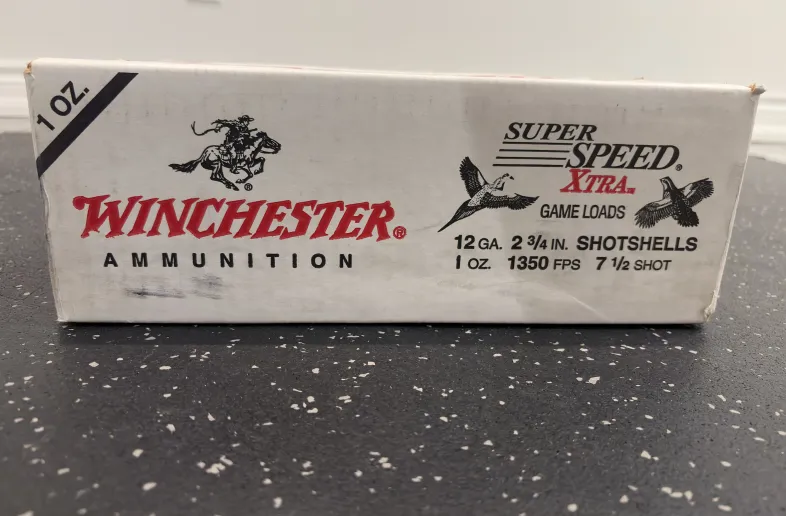 1 OZ.
WINCHESTER®
AMMUNITION
SUPER
SPEED®
XTRA™
GAME LOADS
12 GA. 2 3/4 IN. SHOTSHELLS
1 OZ. 1350 FPS 7 1/2 SHOT